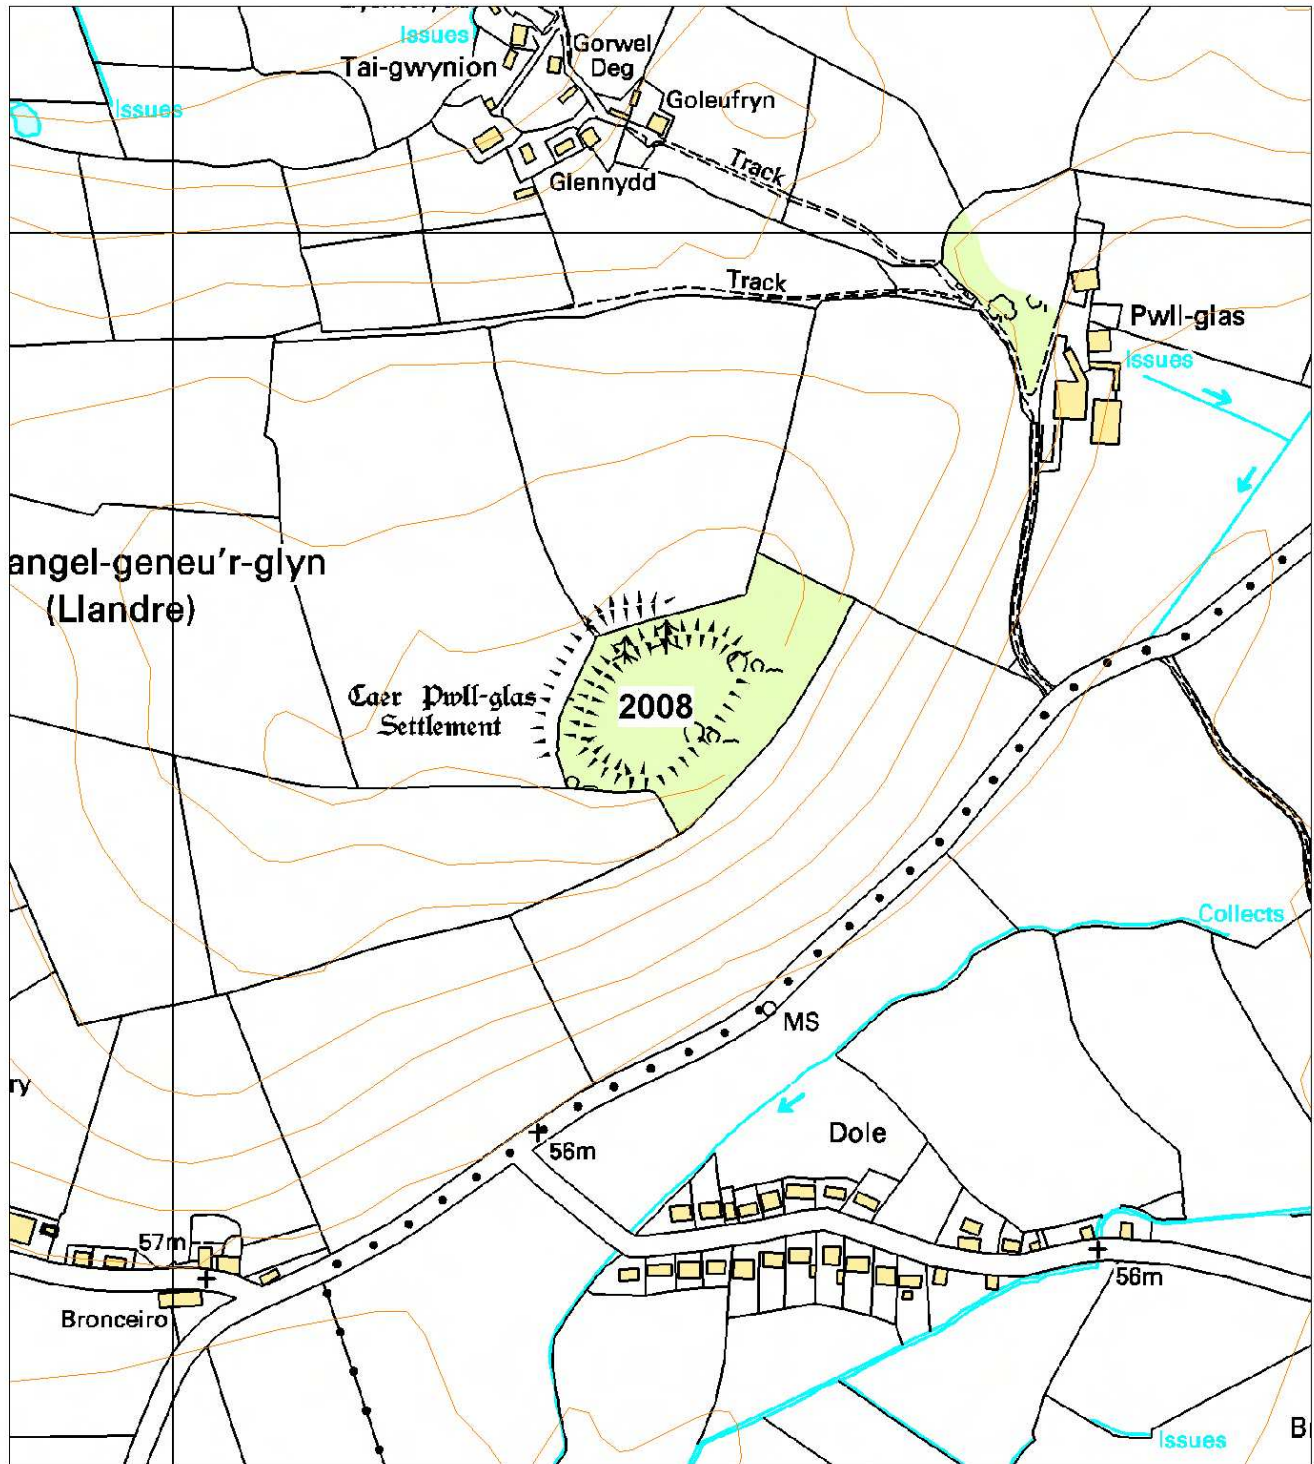 Issues
Gorwel
Deg
Tai-gwynion
Issues
Goleufryn
Track
Glennydd
Track
Pwll-glas
Issues
angel-geneu'r-glyn
(Llandre)
Caer Pwll-glas
Settlement
2008
Collects
MS
ry
Dole
56m
57m
56m
Bronceiro
Issues